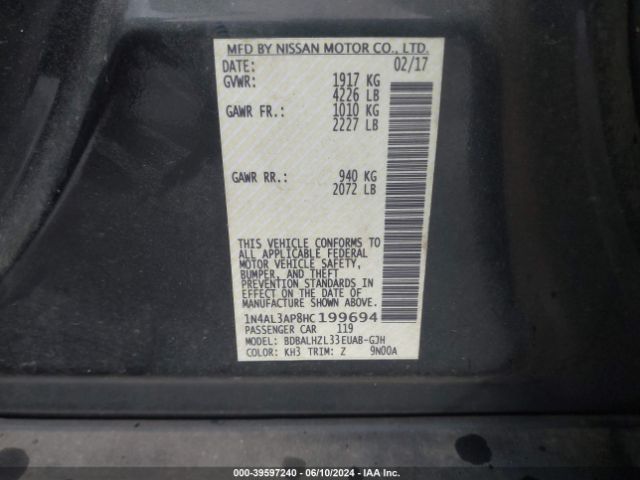 MFD BY NISSAN MOTOR CO., LTD.
DATE: 02/17
GVWR: 1917 KG
4226 LB
GAWR FR.: 1010 KG
2227 LB
GAWR RR.: 940 KG
2072 LB
THIS VEHICLE CONFORMS TO
ALL APPLICABLE FEDERAL
MOTOR VEHICLE SAFETY,
BUMPER, AND THEFT
PREVENTION STANDARDS
IN EFFECT ON THE DATE OF
MANUFACTURE SHOWN ABOVE.
1N4AL3AP8HC199694
PASSENGER CAR 119
MODEL: BDBALHZL33EUAB-GJH
COLOR: KH3 TRIM: Z 9N00A
000-39597240 - 06/10/2024 - IAA Inc.